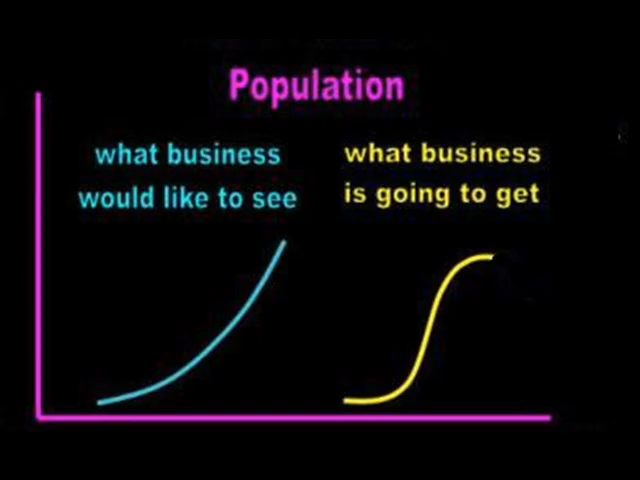 Population
what business
would like to see
what business
is going to get